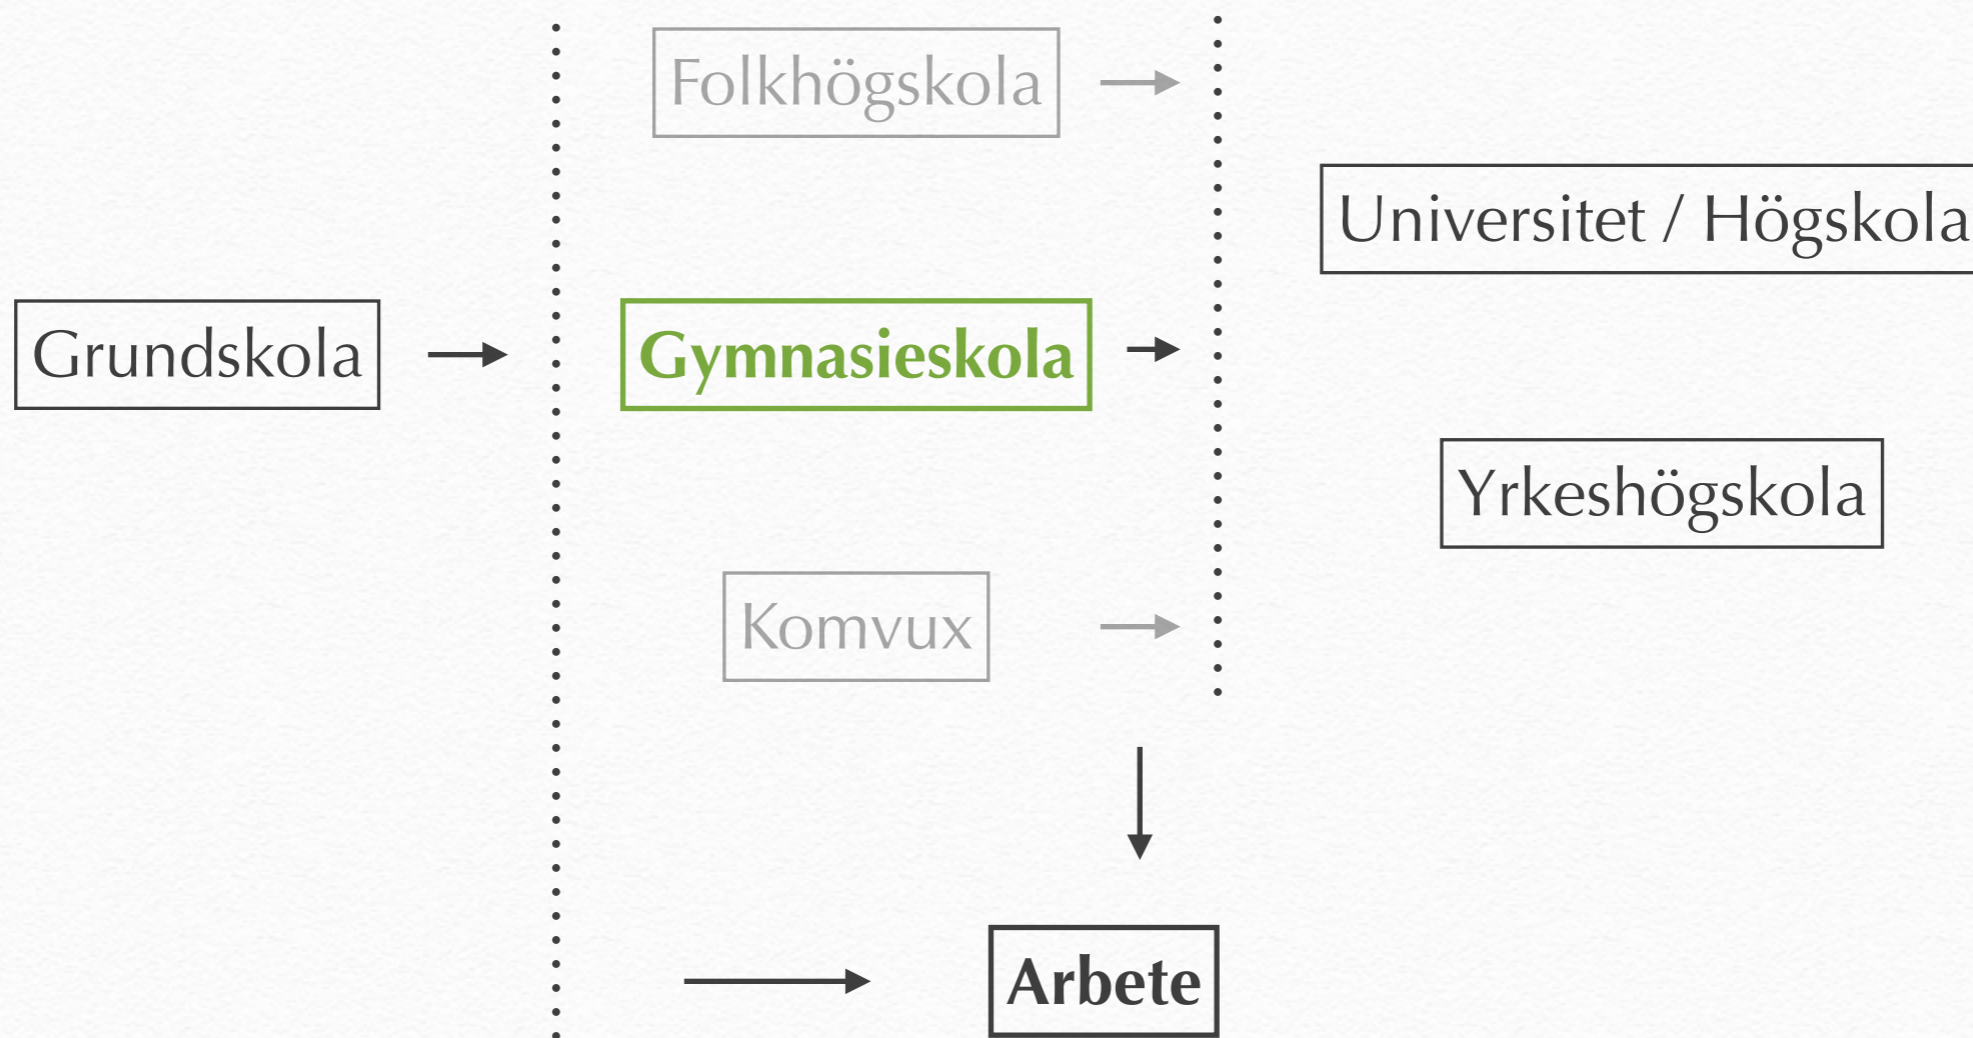 Folkhögskola
Universitet / Högskola
Grundskola
Gymnasieskola
Yrkeshögskola
Komvux
Arbete